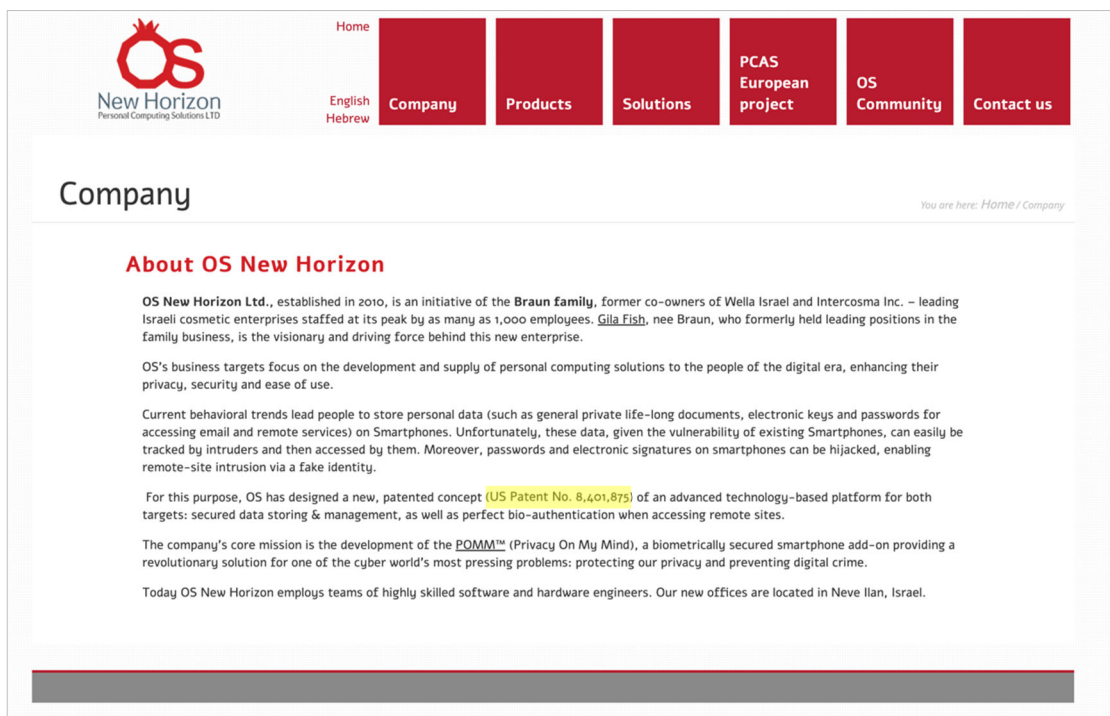 OS
New Horizon
Personal Computing Solutions LTD
Home
English
Hebrew
Company
Products
Solutions
PCAS
European
project
OS
Community
Contact us
Company
You are here: Home / Company
About OS New Horizon
OS New Horizon Ltd., established in 2010, is an initiative of the Braun family, former co-owners of Wella Israel and Intercosma Inc. – leading
Israeli cosmetic enterprises staffed at its peak by as many as 1,000 employees. Gila Fish, nee Braun, who formerly held leading positions in the
family business, is the visionary and driving force behind this new enterprise.
OS's business targets focus on the development and supply of personal computing solutions to the people of the digital era, enhancing their
privacy, security and ease of use.
Current behavioral trends lead people to store personal data (such as general private life-long documents, electronic keys and passwords for
accessing email and remote services) on Smartphones. Unfortunately, these data, given the vulnerability of existing Smartphones, can easily be
tracked by intruders and then accessed by them. Moreover, passwords and electronic signatures on smartphones can be hijacked, enabling
remote-site intrusion via a fake identity.
For this purpose, OS has designed a new, patented concept (US Patent No. 8,401,875) of an advanced technology-based platform for both
targets: secured data storing & management, as well as perfect bio-authentication when accessing remote sites.
The company's core mission is the development of the POMM™ (Privacy On My Mind), a biometrically secured smartphone add-on providing a
revolutionary solution for one of the cyber world's most pressing problems: protecting our privacy and preventing digital crime.
Today OS New Horizon employs teams of highly skilled software and hardware engineers. Our new offices are located in Neve Ilan, Israel.